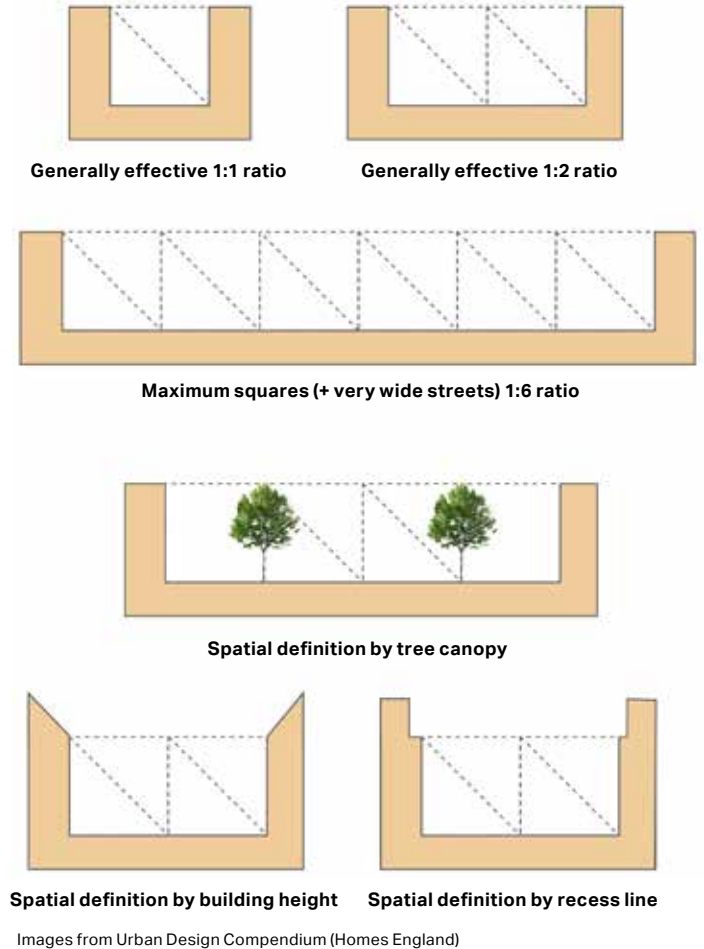 Generally effective 1:1 ratio
Generally effective 1:2 ratio
Maximum squares (+ very wide streets) 1:6 ratio
Spatial definition by tree canopy
Spatial definition by building height
Spatial definition by recess line
Images from Urban Design Compendium (Homes England)